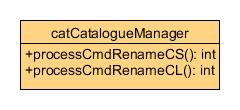 catCatalogueManager
+processCmdRenameCS(): int
+processCmdRenameCL(): int